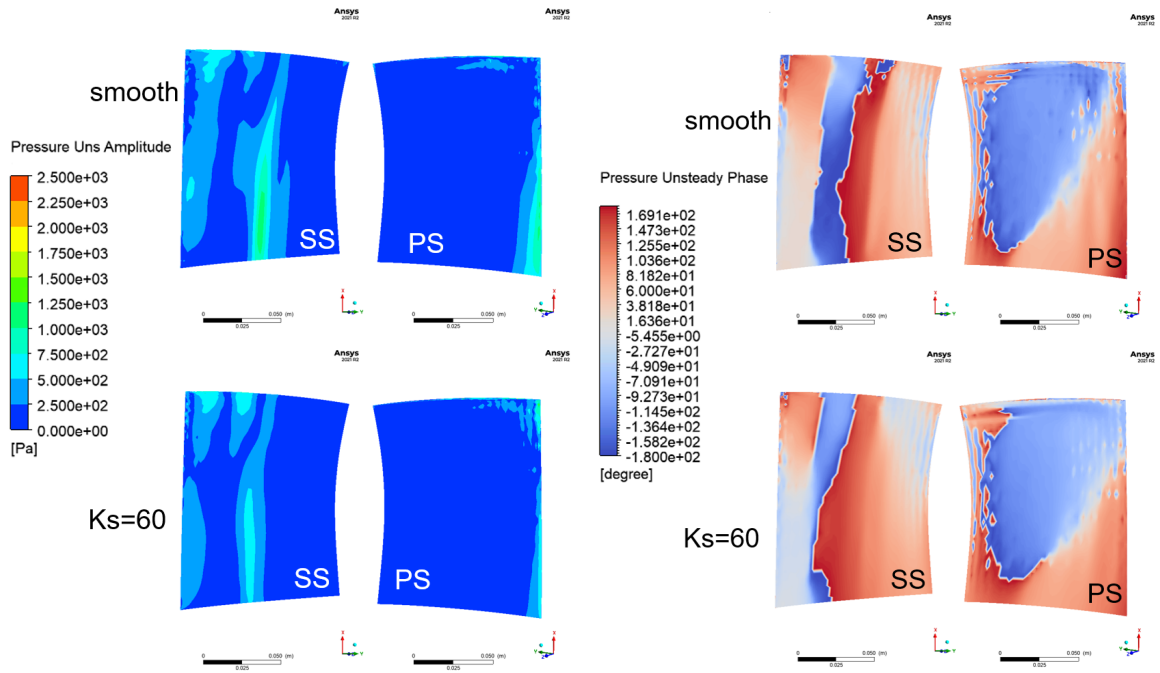 Ansys
2021 R2
Ansys
2021 R2
smooth
Pressure Uns Amplitude
2.500e+03
2.250e+03
2.000e+03
1.750e+03
1.500e+03
1.250e+03
1.000e+03
7.500e+02
5.000e+02
2.500e+02
0.000e+00
[Pa]
SS
PS
0
0.050 (m)
0.025
X
Y
0
0.050 (m)
0.025
X
Y
Z
Ansys
2021 R2
Ansys
2021 R2
Ks=60
SS
PS
0
0.050 (m)
0.025
X
Y
0
0.050 (m)
0.025
X
Y
Z
Ansys
2021 R2
Ansys
2021 R2
smooth
Pressure Unsteady Phase
1.691e+02
1.473e+02
1.255e+02
1.036e+02
8.182e+01
6.000e+01
3.818e+01
1.636e+01
-5.455e+00
-2.727e+01
-4.909e+01
-7.091e+01
-9.273e+01
-1.145e+02
-1.364e+02
-1.582e+02
-1.800e+02
[degree]
SS
PS
0
0.050 (m)
0.025
X
Y
0
0.050 (m)
0.025
X
Y
Z
Ansys
2021 R2
Ansys
2021 R2
Ks=60
SS
PS
0
0.050 (m)
0.025
X
Y
0
0.050 (m)
0.025
X
Y
Z